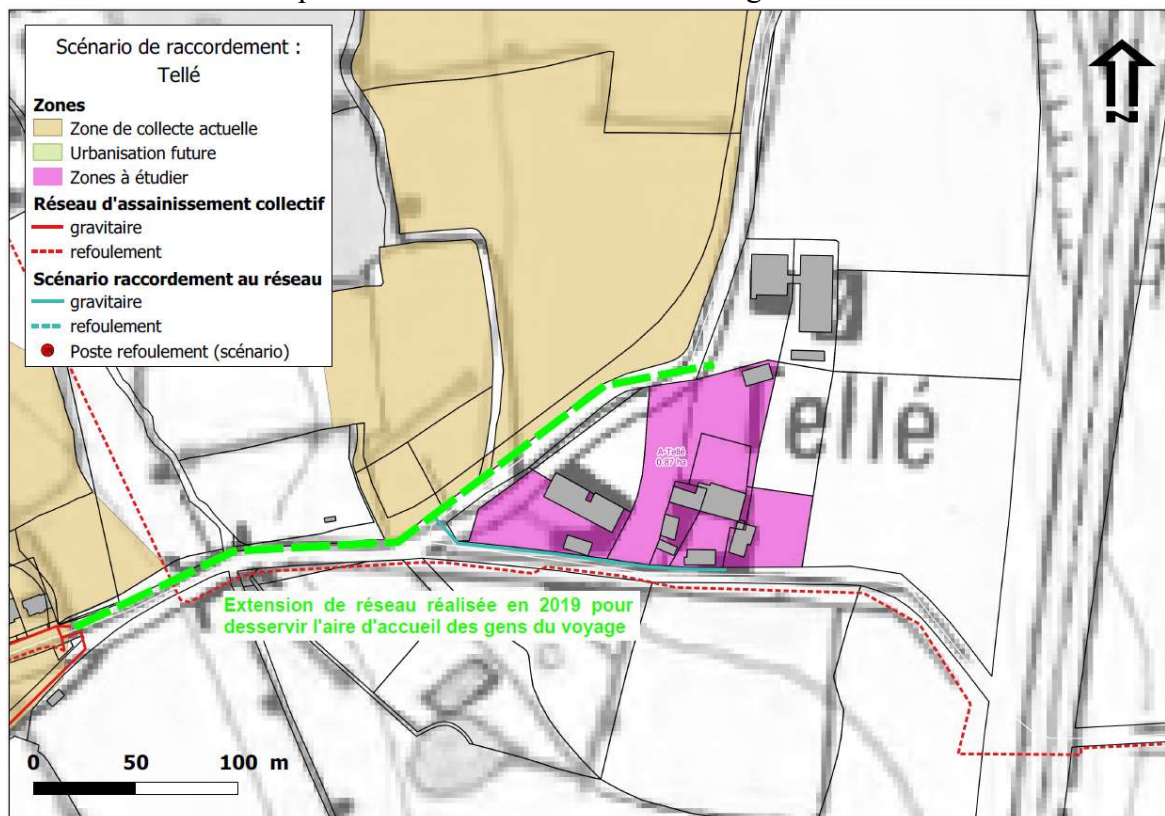 Scénario de raccordement :
Tellé
Zones
Zone de collecte actuelle
Urbanisation future
Zones à étudier
Réseau d'assainissement collectif
gravitaire
refoulement
Scénario raccordement au réseau
gravitaire
refoulement
Poste refoulement (scénario)
N
ellé
A-Tellé
0.87 ha
Extension de réseau réalisée en 2019 pour
desservir l'aire d'accueil des gens du voyage
0 50 100 m